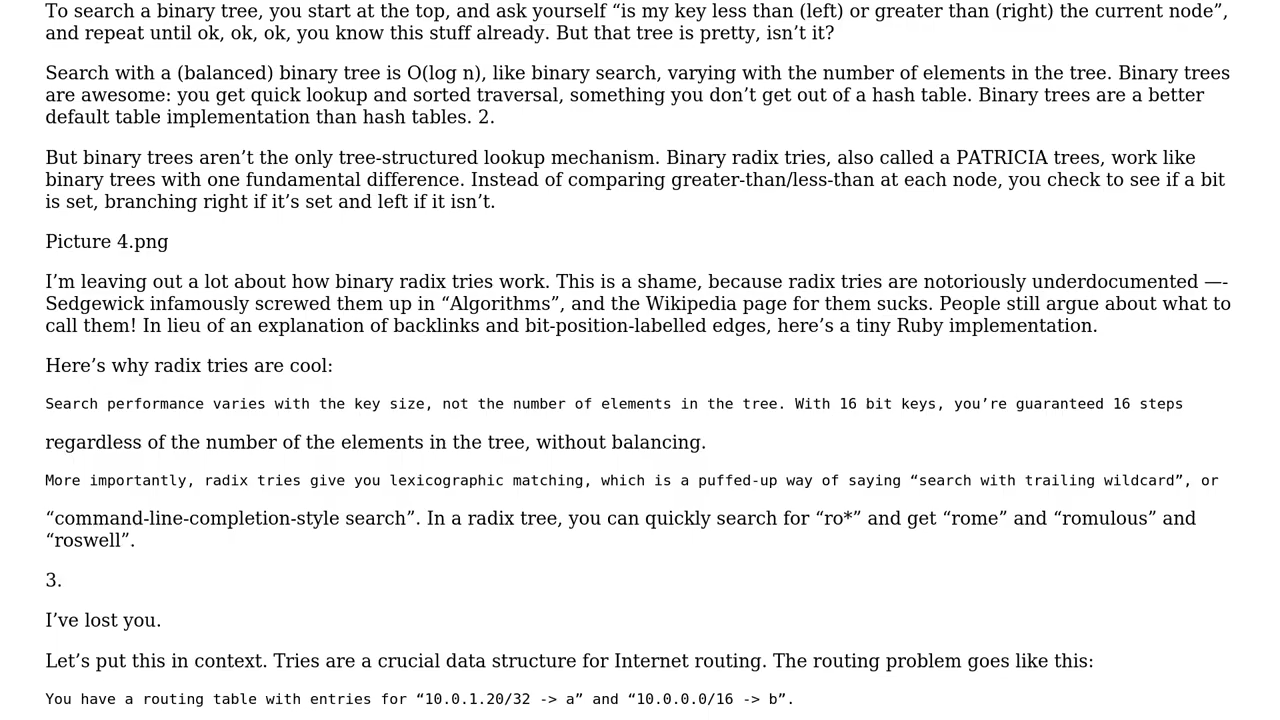 To search a binary tree, you start at the top, and ask yourself “is my key less than (left) or greater than (right) the current node”,
and repeat until ok, ok, ok, you know this stuff already. But that tree is pretty, isn’t it?
Search with a (balanced) binary tree is O(log n), like binary search, varying with the number of elements in the tree. Binary trees
are awesome: you get quick lookup and sorted traversal, something you don’t get out of a hash table. Binary trees are a better
default table implementation than hash tables. 2.
But binary trees aren’t the only tree-structured lookup mechanism. Binary radix tries, also called a PATRICIA trees, work like
binary trees with one fundamental difference. Instead of comparing greater-than/less-than at each node, you check to see if a bit
is set, branching right if it’s set and left if it isn’t.
Picture 4.png
I’m leaving out a lot about how binary radix tries work. This is a shame, because radix tries are notoriously underdocumented —-
Sedgewick infamously screwed them up in “Algorithms”, and the Wikipedia page for them sucks. People still argue about what to
call them! In lieu of an explanation of backlinks and bit-position-labelled edges, here’s a tiny Ruby implementation.
Here’s why radix tries are cool:
Search performance varies with the key size, not the number of elements in the tree. With 16 bit keys, you’re guaranteed 16 steps
regardless of the number of the elements in the tree, without balancing.
More importantly, radix tries give you lexicographic matching, which is a puffed-up way of saying “search with trailing wildcard”, or
“command-line-completion-style search”. In a radix tree, you can quickly search for “ro*” and get “rome” and “romulous” and
“roswell”.
3.
I’ve lost you.
Let’s put this in context. Tries are a crucial data structure for Internet routing. The routing problem goes like this:
You have a routing table with entries for “10.0.1.20/32 -> a” and “10.0.0.0/16 -> b”.